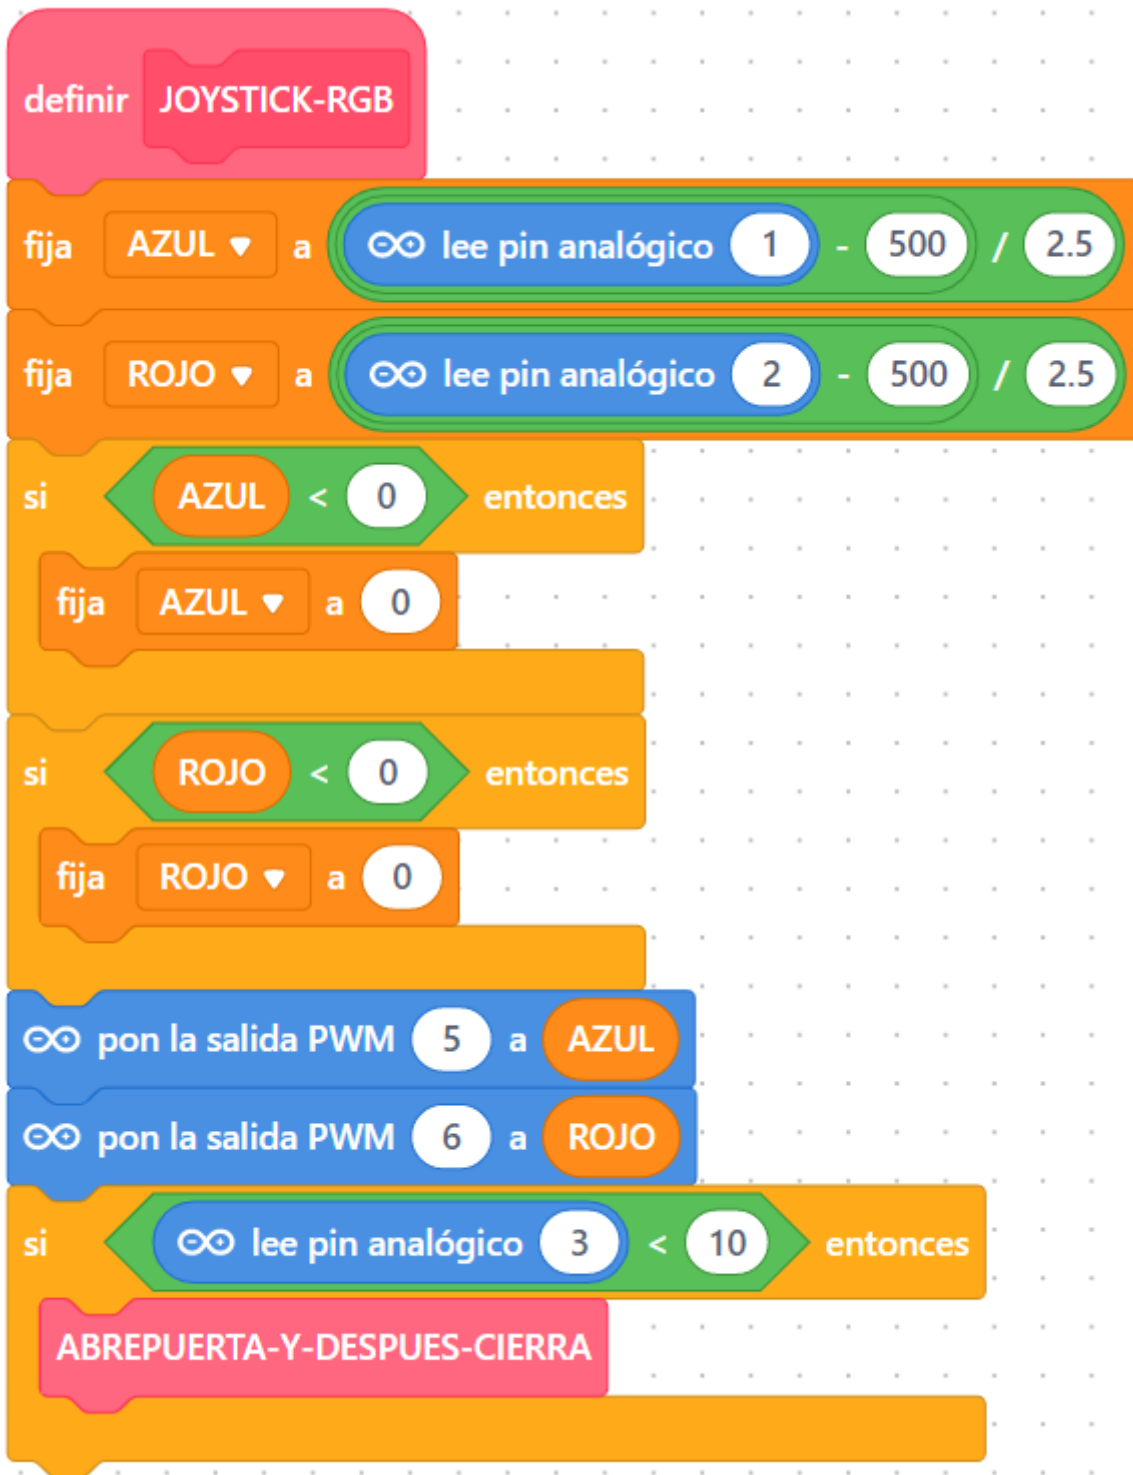 definir JOYSTICK-RGB
fija AZUL a lee pin analógico 1 - 500 / 2.5
fija ROJO a lee pin analógico 2 - 500 / 2.5
si AZUL < 0 entonces
fija AZUL a 0
si ROJO < 0 entonces
fija ROJO a 0
pon la salida PWM 5 a AZUL
pon la salida PWM 6 a ROJO
si lee pin analógico 3 < 10 entonces
ABREPUERTA-Y-DESPUES-CIERRA